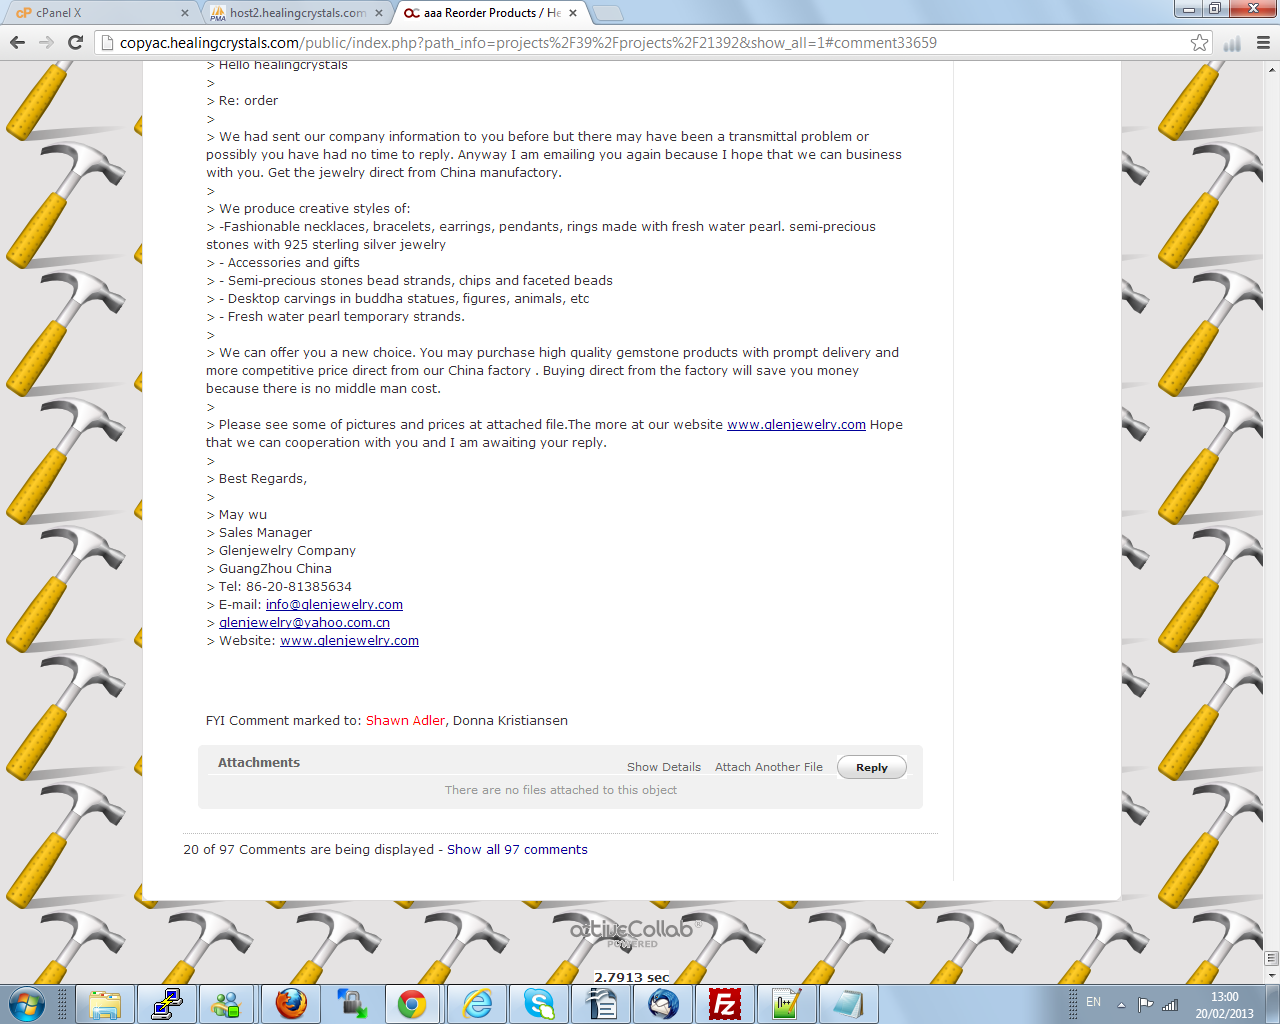 cPanel X
host2.healingcrystals.com
aaa Reorder Products / He
copyac.healingcrystals.com/public/index.php?path_info=projects%2F39%2Fprojects%2F21392&show_all=1#comment33659
> Hello healingcrystals
>
> Re: order
>
> We had sent our company information to you before but there may have been a transmittal problem or
possibly you have had no time to reply. Anyway I am emailing you again because I hope that we can business
with you. Get the jewelry direct from China manufactory.
>
> We produce creative styles of:
> -Fashionable necklaces, bracelets, earrings, pendants, rings made with fresh water pearl. semi-precious
stones with 925 sterling silver jewelry
> - Accessories and gifts
> - Semi-precious stones bead strands, chips and faceted beads
> - Desktop carvings in buddha statues, figures, animals, etc
> - Fresh water pearl temporary strands.
>
> We can offer you a new choice. You may purchase high quality gemstone products with prompt delivery and
more competitive price direct from our China factory . Buying direct from the factory will save you money
because there is no middle man cost.
>
> Please see some of pictures and prices at attached file.The more at our website www.glenjewelry.com Hope
that we can cooperation with you and I am awaiting your reply.
>
> Best Regards,
>
> May wu
> Sales Manager
> Glenjewelry Company
> GuangZhou China
> Tel: 86-20-81385634
> E-mail: info@glenjewelry.com
> glenjewelry@yahoo.com.cn
> Website: www.glenjewelry.com
FYI Comment marked to: Shawn Adler, Donna Kristiansen
Attachments
Show Details Attach Another File Reply
There are no files attached to this object
20 of 97 Comments are being displayed - Show all 97 comments
activeCollab®
POWERED
2.7913 sec
EN
13:00
20/02/2013